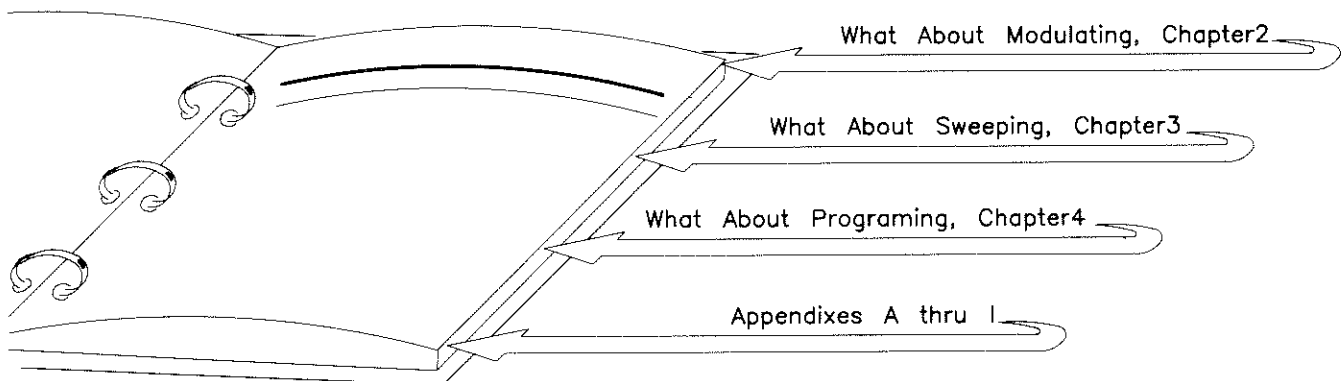 What About Modulating, Chapter2
What About Sweeping, Chapter3
What About Programing, Chapter4
Appendixes A thru I